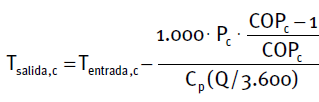 T_salida,c = T_entrada,c − (1.000 · P_c · (COP_c − 1 / COP_c)) / (C_p (Q/3.600))